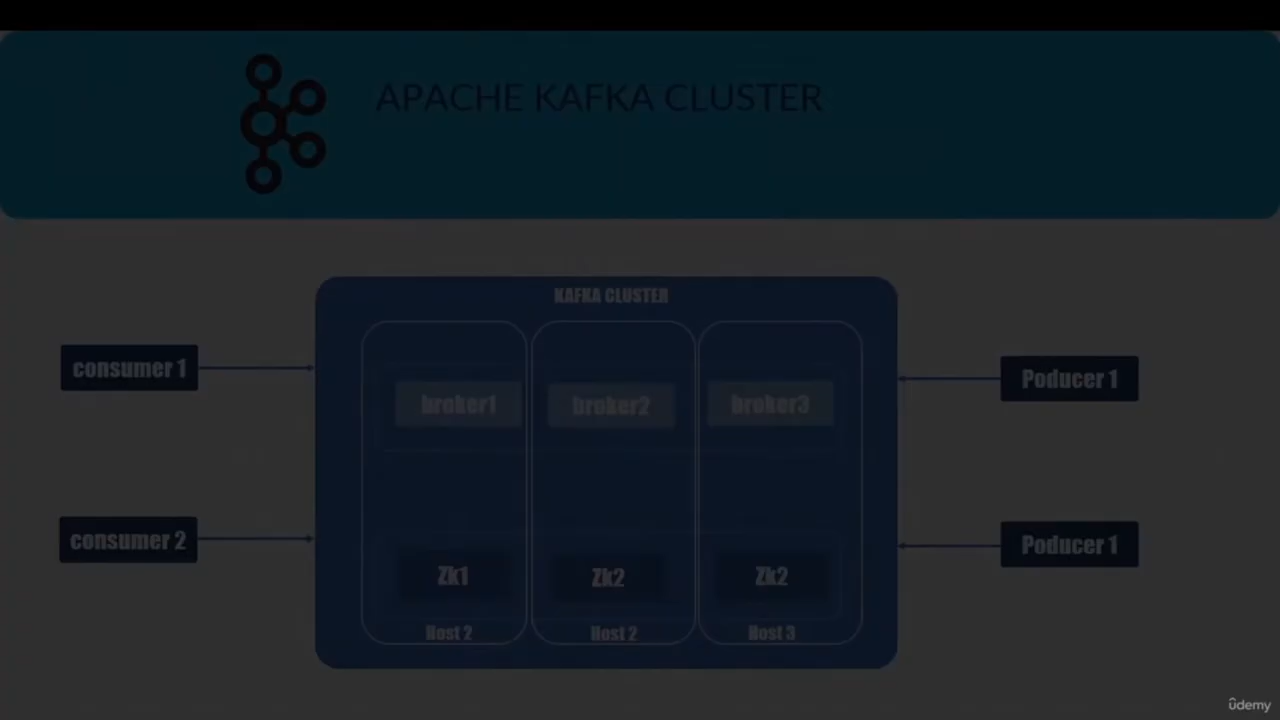 APACHE KAFKA CLUSTER
KAFKA CLUSTER
consumer 1
broker1
broker2
broker3
Poducer 1
consumer 2
Poducer 1
Zk1
Zk2
Zk2
Host 2
Host 2
Host 3
ûdemy